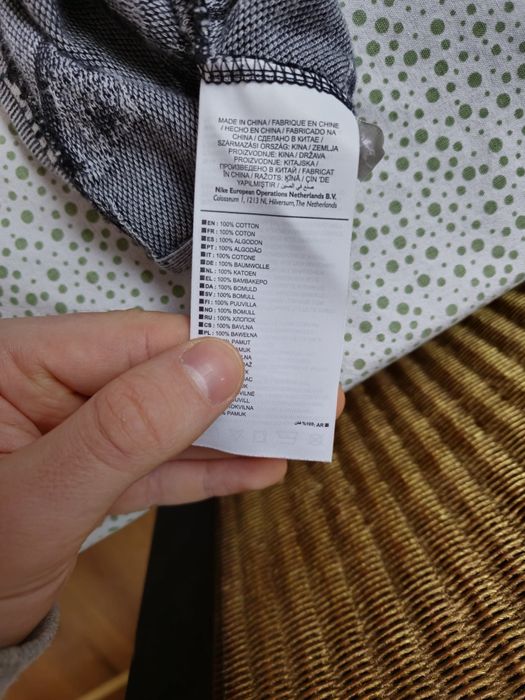 MADE IN CHINA / FABRIQUE EN CHINE
/ HECHO EN CHINA / FABRICADO NA
CHINA / СДЕЛАНО В КИТАЕ /
SZÁRMAZÁSI ORSZÁG: KINA / ZEMLJA
PROIZVODNJE: KINA / DRŽAVA
PROIZVODNJE: KITAJSKA /
ПРОИЗВЕДЕНО В КИТАЙ / FABRICAT
ÎN CHINA / RAŽOTS: ĶĪNĀ / ÇİN 'DE
YAPILMIŞTIR / صنع في الصين
Nike European Operations Netherlands B.V.
Colosseum 1, 1213 NL Hilversum, The Netherlands
EN : 100% COTTON
FR : 100% COTON
ES : 100% ALGODON
PT : 100% ALGODÃO
IT : 100% COTONE
DE : 100% BAUMWOLLE
NL : 100% KATOEN
EL : 100% ΒΑΜΒΑΚΕΡΟ
DA : 100% BOMULD
SV : 100% BOMULL
FI : 100% PUUVILLA
NO : 100% BOMULL
RU : 100% ХЛОПОК
CS : 100% BAVLNA
PL : 100% BAWEŁNA
% PAMUT
PAMUK